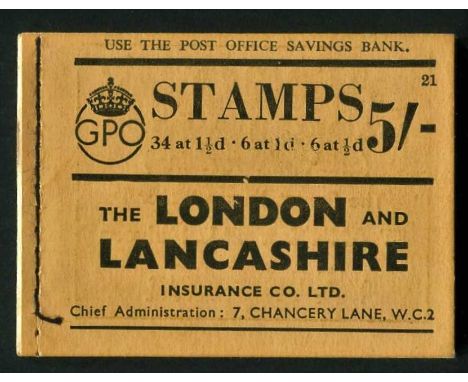 USE THE POST OFFICE SAVINGS BANK.
21
GPO
STAMPS 5/-
34 at 1½d · 6 at 1d · 6 at ½d
THE LONDON AND
LANCASHIRE
INSURANCE CO. LTD.
Chief Administration : 7, CHANCERY LANE, W.C.2